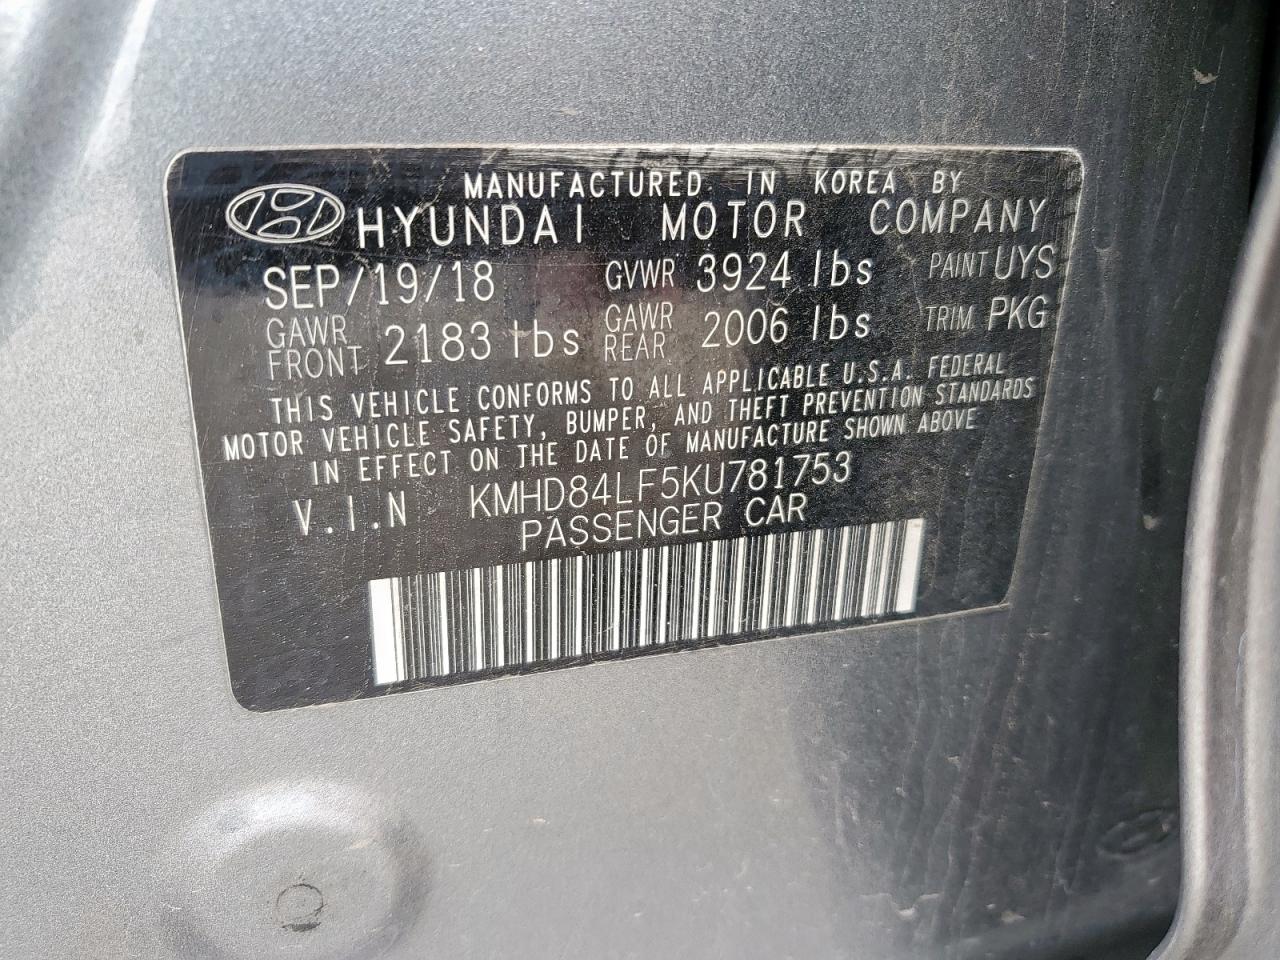 MANUFACTURED IN KOREA BY
HYUNDAI MOTOR COMPANY
SEP/19/18 GVWR 3924 lbs PAINT UYS
GAWR FRONT 2183 lbs GAWR REAR 2006 lbs TRIM PKG
THIS VEHICLE CONFORMS TO ALL APPLICABLE U.S.A. FEDERAL
MOTOR VEHICLE SAFETY, BUMPER, AND THEFT PREVENTION STANDARDS
IN EFFECT ON THE DATE OF MANUFACTURE SHOWN ABOVE
V.I.N KMHD84LF5KU781753
PASSENGER CAR